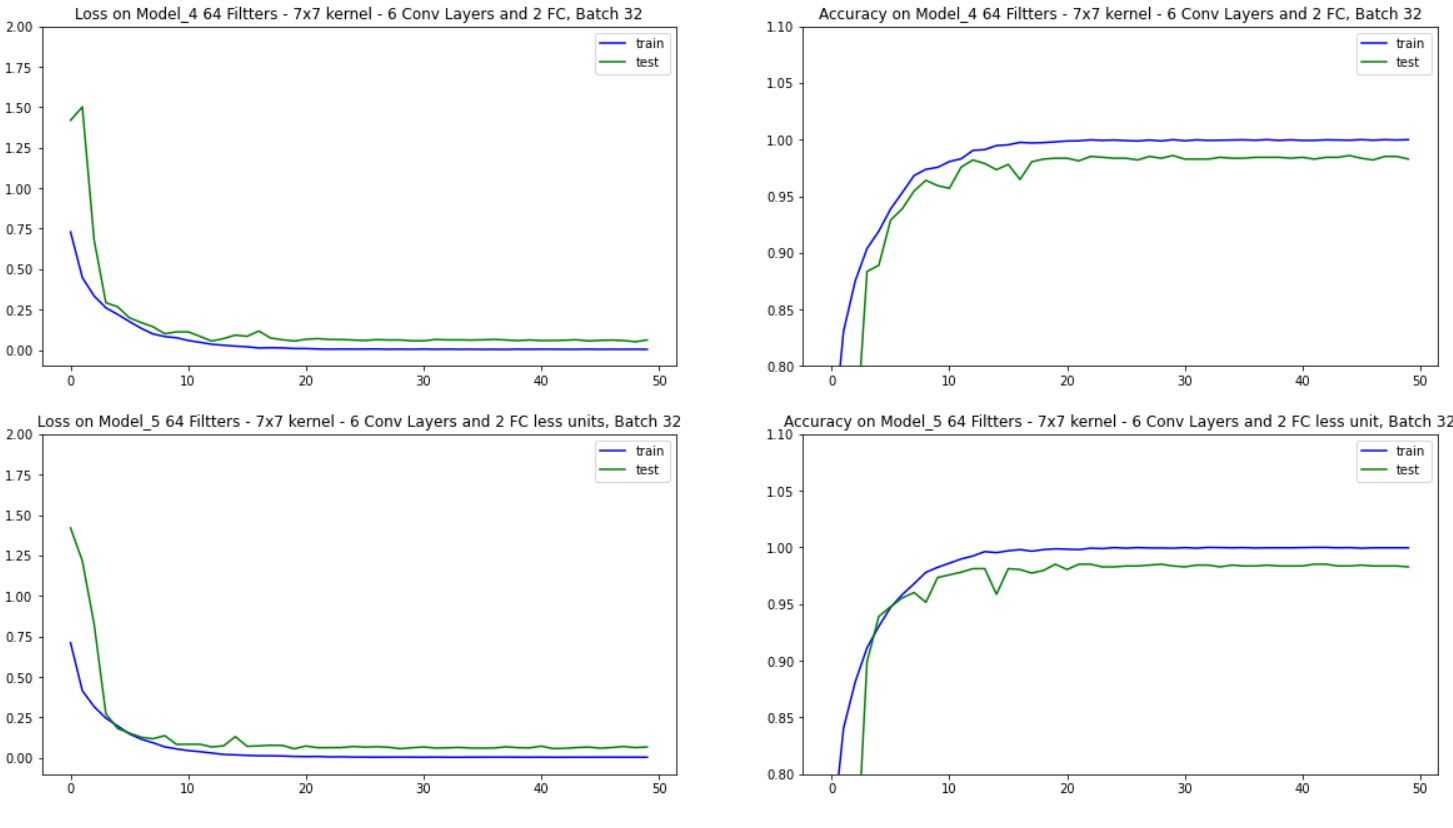 Loss on Model_4 64 Filtters - 7x7 kernel - 6 Conv Layers and 2 FC, Batch 32
2.00
1.75
1.50
1.25
1.00
0.75
0.50
0.25
0.00
0 10 20 30 40 50
train
test
Accuracy on Model_4 64 Filtters - 7x7 kernel - 6 Conv Layers and 2 FC, Batch 32
1.10
1.05
1.00
0.95
0.90
0.85
0.80
0 10 20 30 40 50
train
test
Loss on Model_5 64 Filtters - 7x7 kernel - 6 Conv Layers and 2 FC less units, Batch 32
2.00
1.75
1.50
1.25
1.00
0.75
0.50
0.25
0.00
0 10 20 30 40 50
train
test
Accuracy on Model_5 64 Filtters - 7x7 kernel - 6 Conv Layers and 2 FC less unit, Batch 32
1.10
1.05
1.00
0.95
0.90
0.85
0.80
0 10 20 30 40 50
train
test